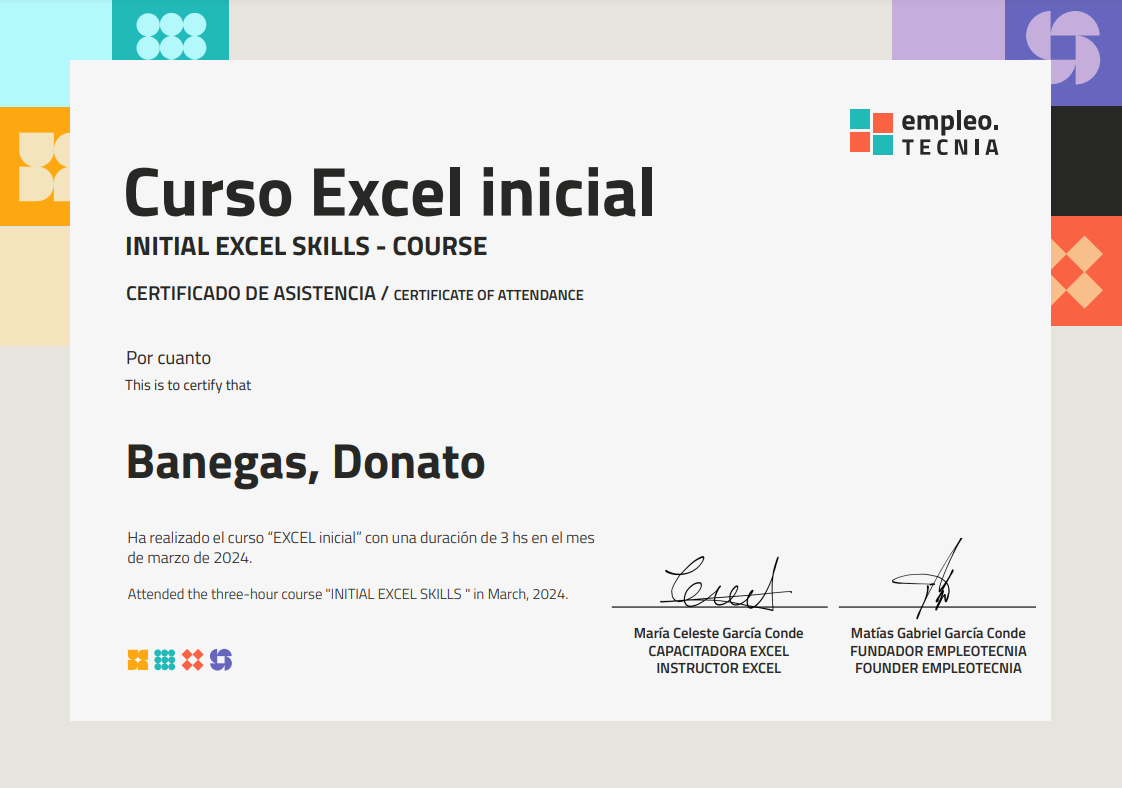 empleo.
TECNIA
Curso Excel inicial
INITIAL EXCEL SKILLS - COURSE
CERTIFICADO DE ASISTENCIA / CERTIFICATE OF ATTENDANCE
Por cuanto
This is to certify that
Banegas, Donato
Ha realizado el curso “EXCEL inicial” con una duración de 3 hs en el mes
de marzo de 2024.
Attended the three-hour course "INITIAL EXCEL SKILLS " in March, 2024.
María Celeste García Conde
CAPACITADORA EXCEL
INSTRUCTOR EXCEL
Matías Gabriel García Conde
FUNDADOR EMPLEOTECNIA
FOUNDER EMPLEOTECNIA